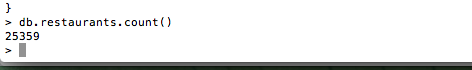 }
> db.restaurants.count()
25359
>